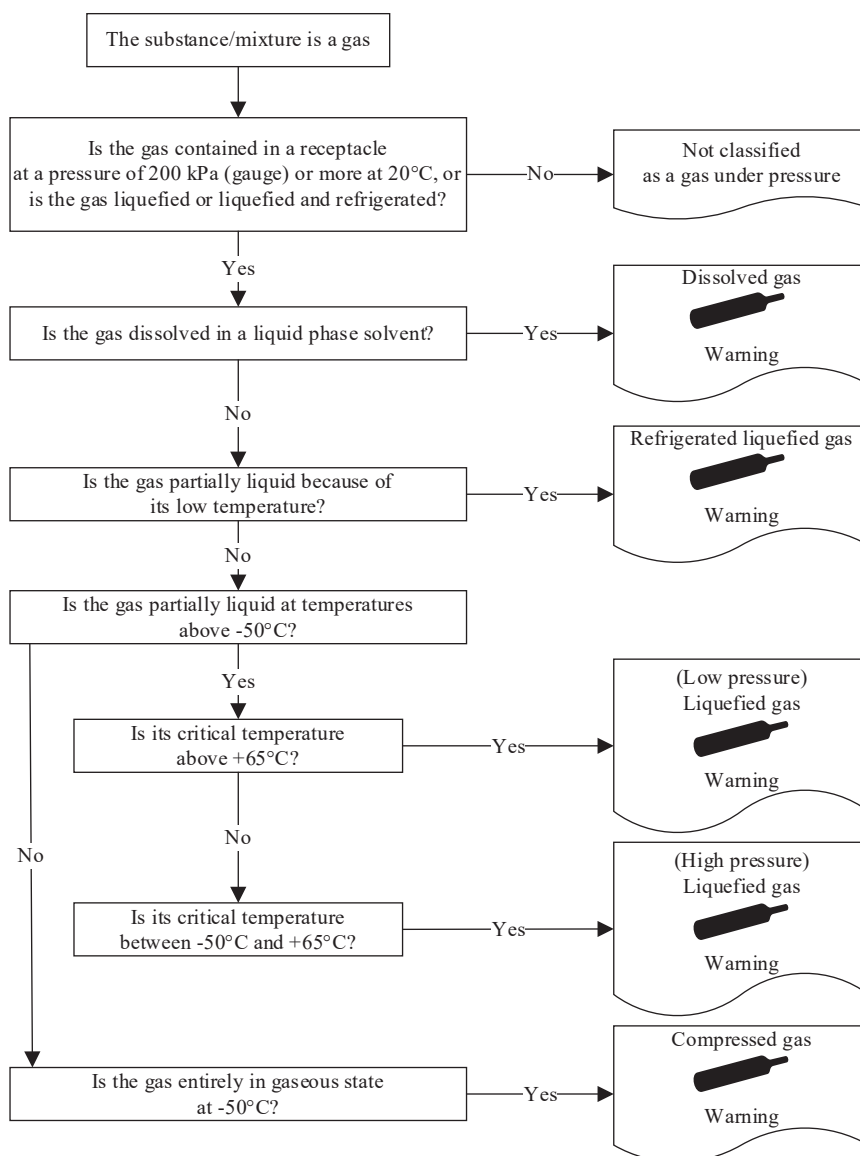 The substance/mixture is a gas
Is the gas contained in a receptacle
at a pressure of 200 kPa (gauge) or more at 20°C, or
is the gas liquefied or liquefied and refrigerated?
No
Not classified
as a gas under pressure
Yes
Dissolved gas
Is the gas dissolved in a liquid phase solvent?
Yes
Warning
No
Refrigerated liquefied gas
Is the gas partially liquid because of
its low temperature?
Yes
Warning
No
Is the gas partially liquid at temperatures
above -50°C?
Yes
(Low pressure)
Liquefied gas
Is its critical temperature
above +65°C?
Yes
Warning
No
No
(High pressure)
Liquefied gas
Is its critical temperature
between -50°C and +65°C?
Yes
Warning
Compressed gas
Is the gas entirely in gaseous state
at -50°C?
Yes
Warning